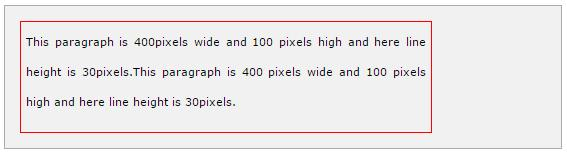 This paragraph is 400pixels wide and 100 pixels high and here line
height is 30pixels.This paragraph is 400 pixels wide and 100 pixels
high and here line height is 30pixels.